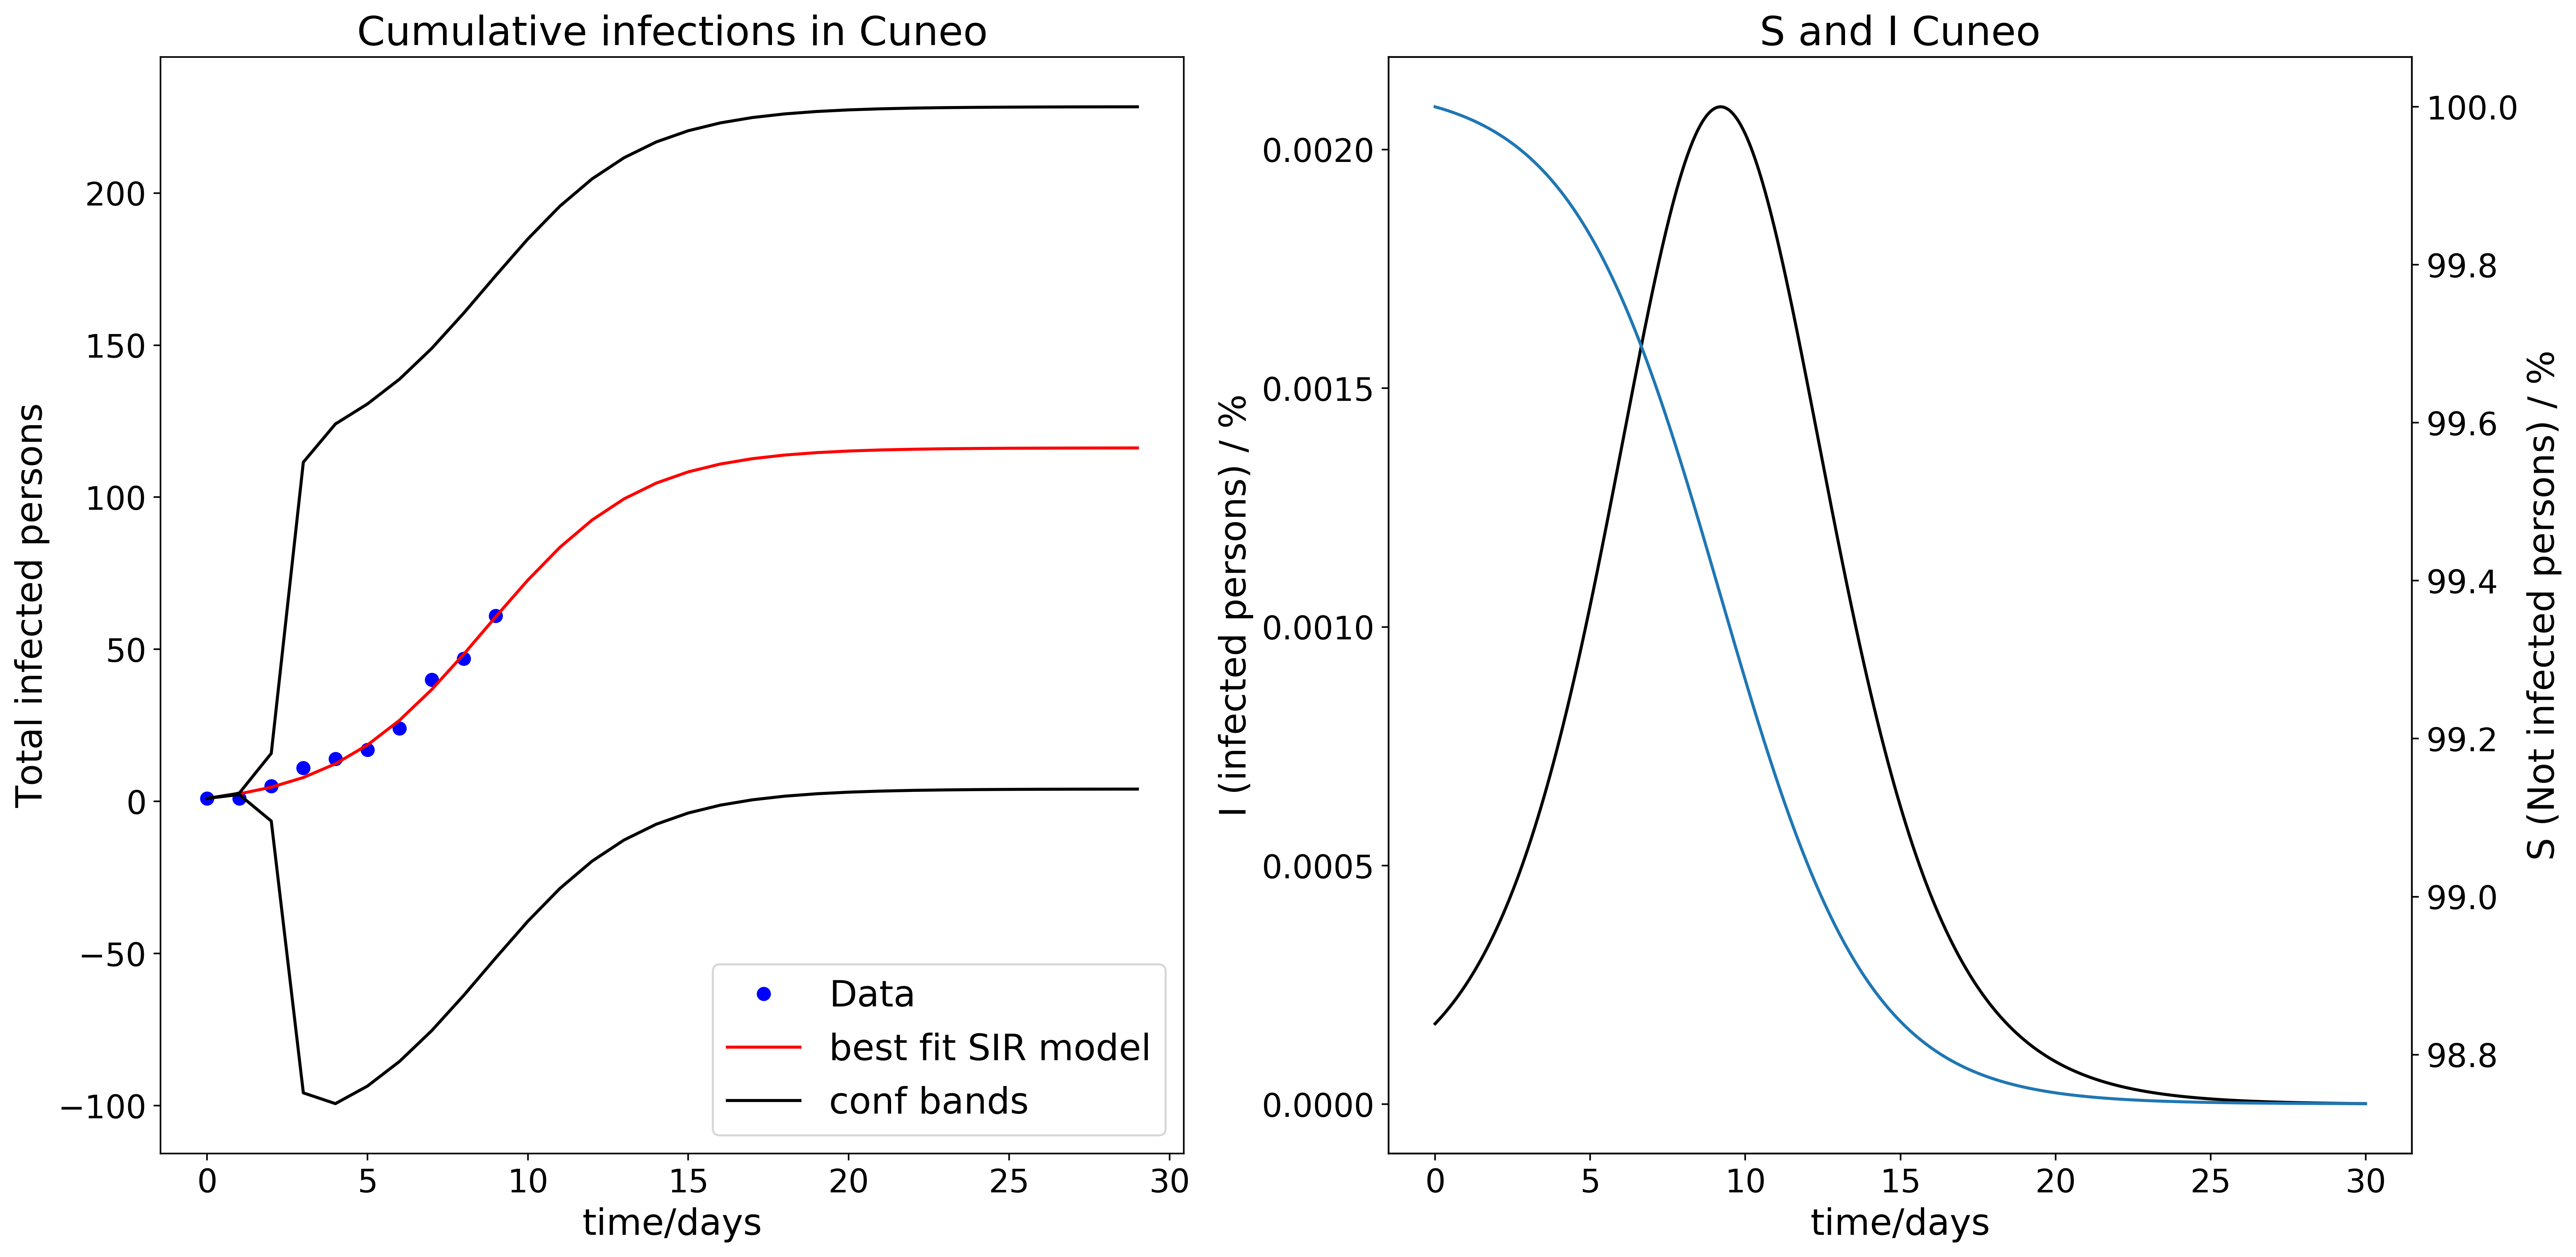 Cumulative infections in Cuneo
Total infected persons
200
150
100
50
0
−50
−100
0 5 10 15 20 25 30
time/days
Data
best fit SIR model
conf bands
S and I Cuneo
I (infected persons) / %
0.0020
0.0015
0.0010
0.0005
0.0000
0 5 10 15 20 25 30
time/days
100.0
99.8
99.6
99.4
99.2
99.0
98.8
S (Not infected persons) / %